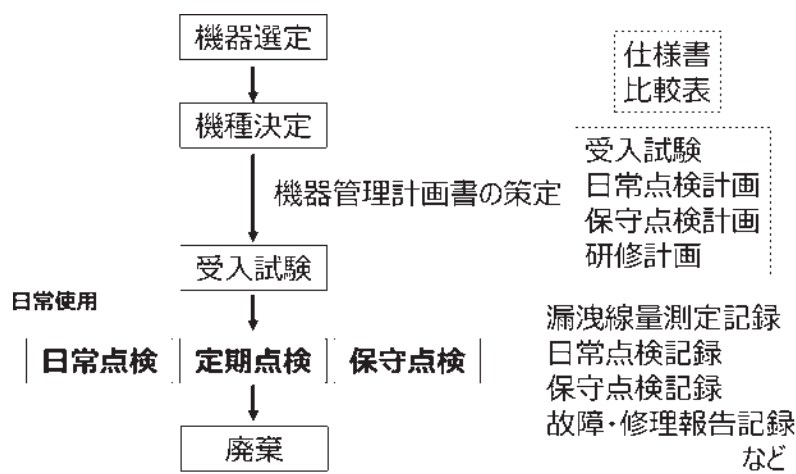 機器選定
仕様書
比較表
機種決定
機器管理計画書の策定
受入試験
日常点検計画
保守点検計画
研修計画
受入試験
日常使用
日常点検 定期点検 保守点検
漏洩線量測定記録
日常点検記録
保守点検記録
故障・修理報告記録
など
廃棄